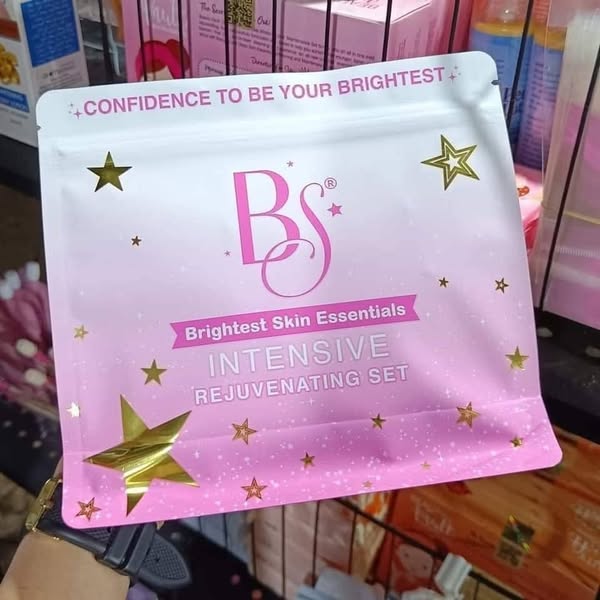 CONFIDENCE TO BE YOUR BRIGHTEST
BS®
Brightest Skin Essentials
INTENSIVE
REJUVENATING SET